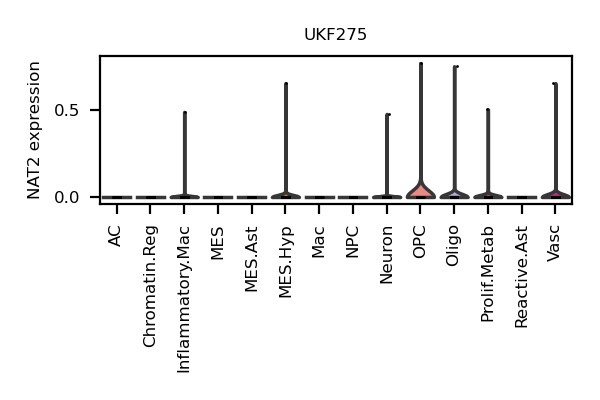 UKF275
NAT2 expression
0.5
0.0
AC
Chromatin.Reg
Inflammatory.Mac
MES
MES.Ast
MES.Hyp
Mac
NPC
Neuron
OPC
Oligo
Prolif.Metab
Reactive.Ast
Vasc